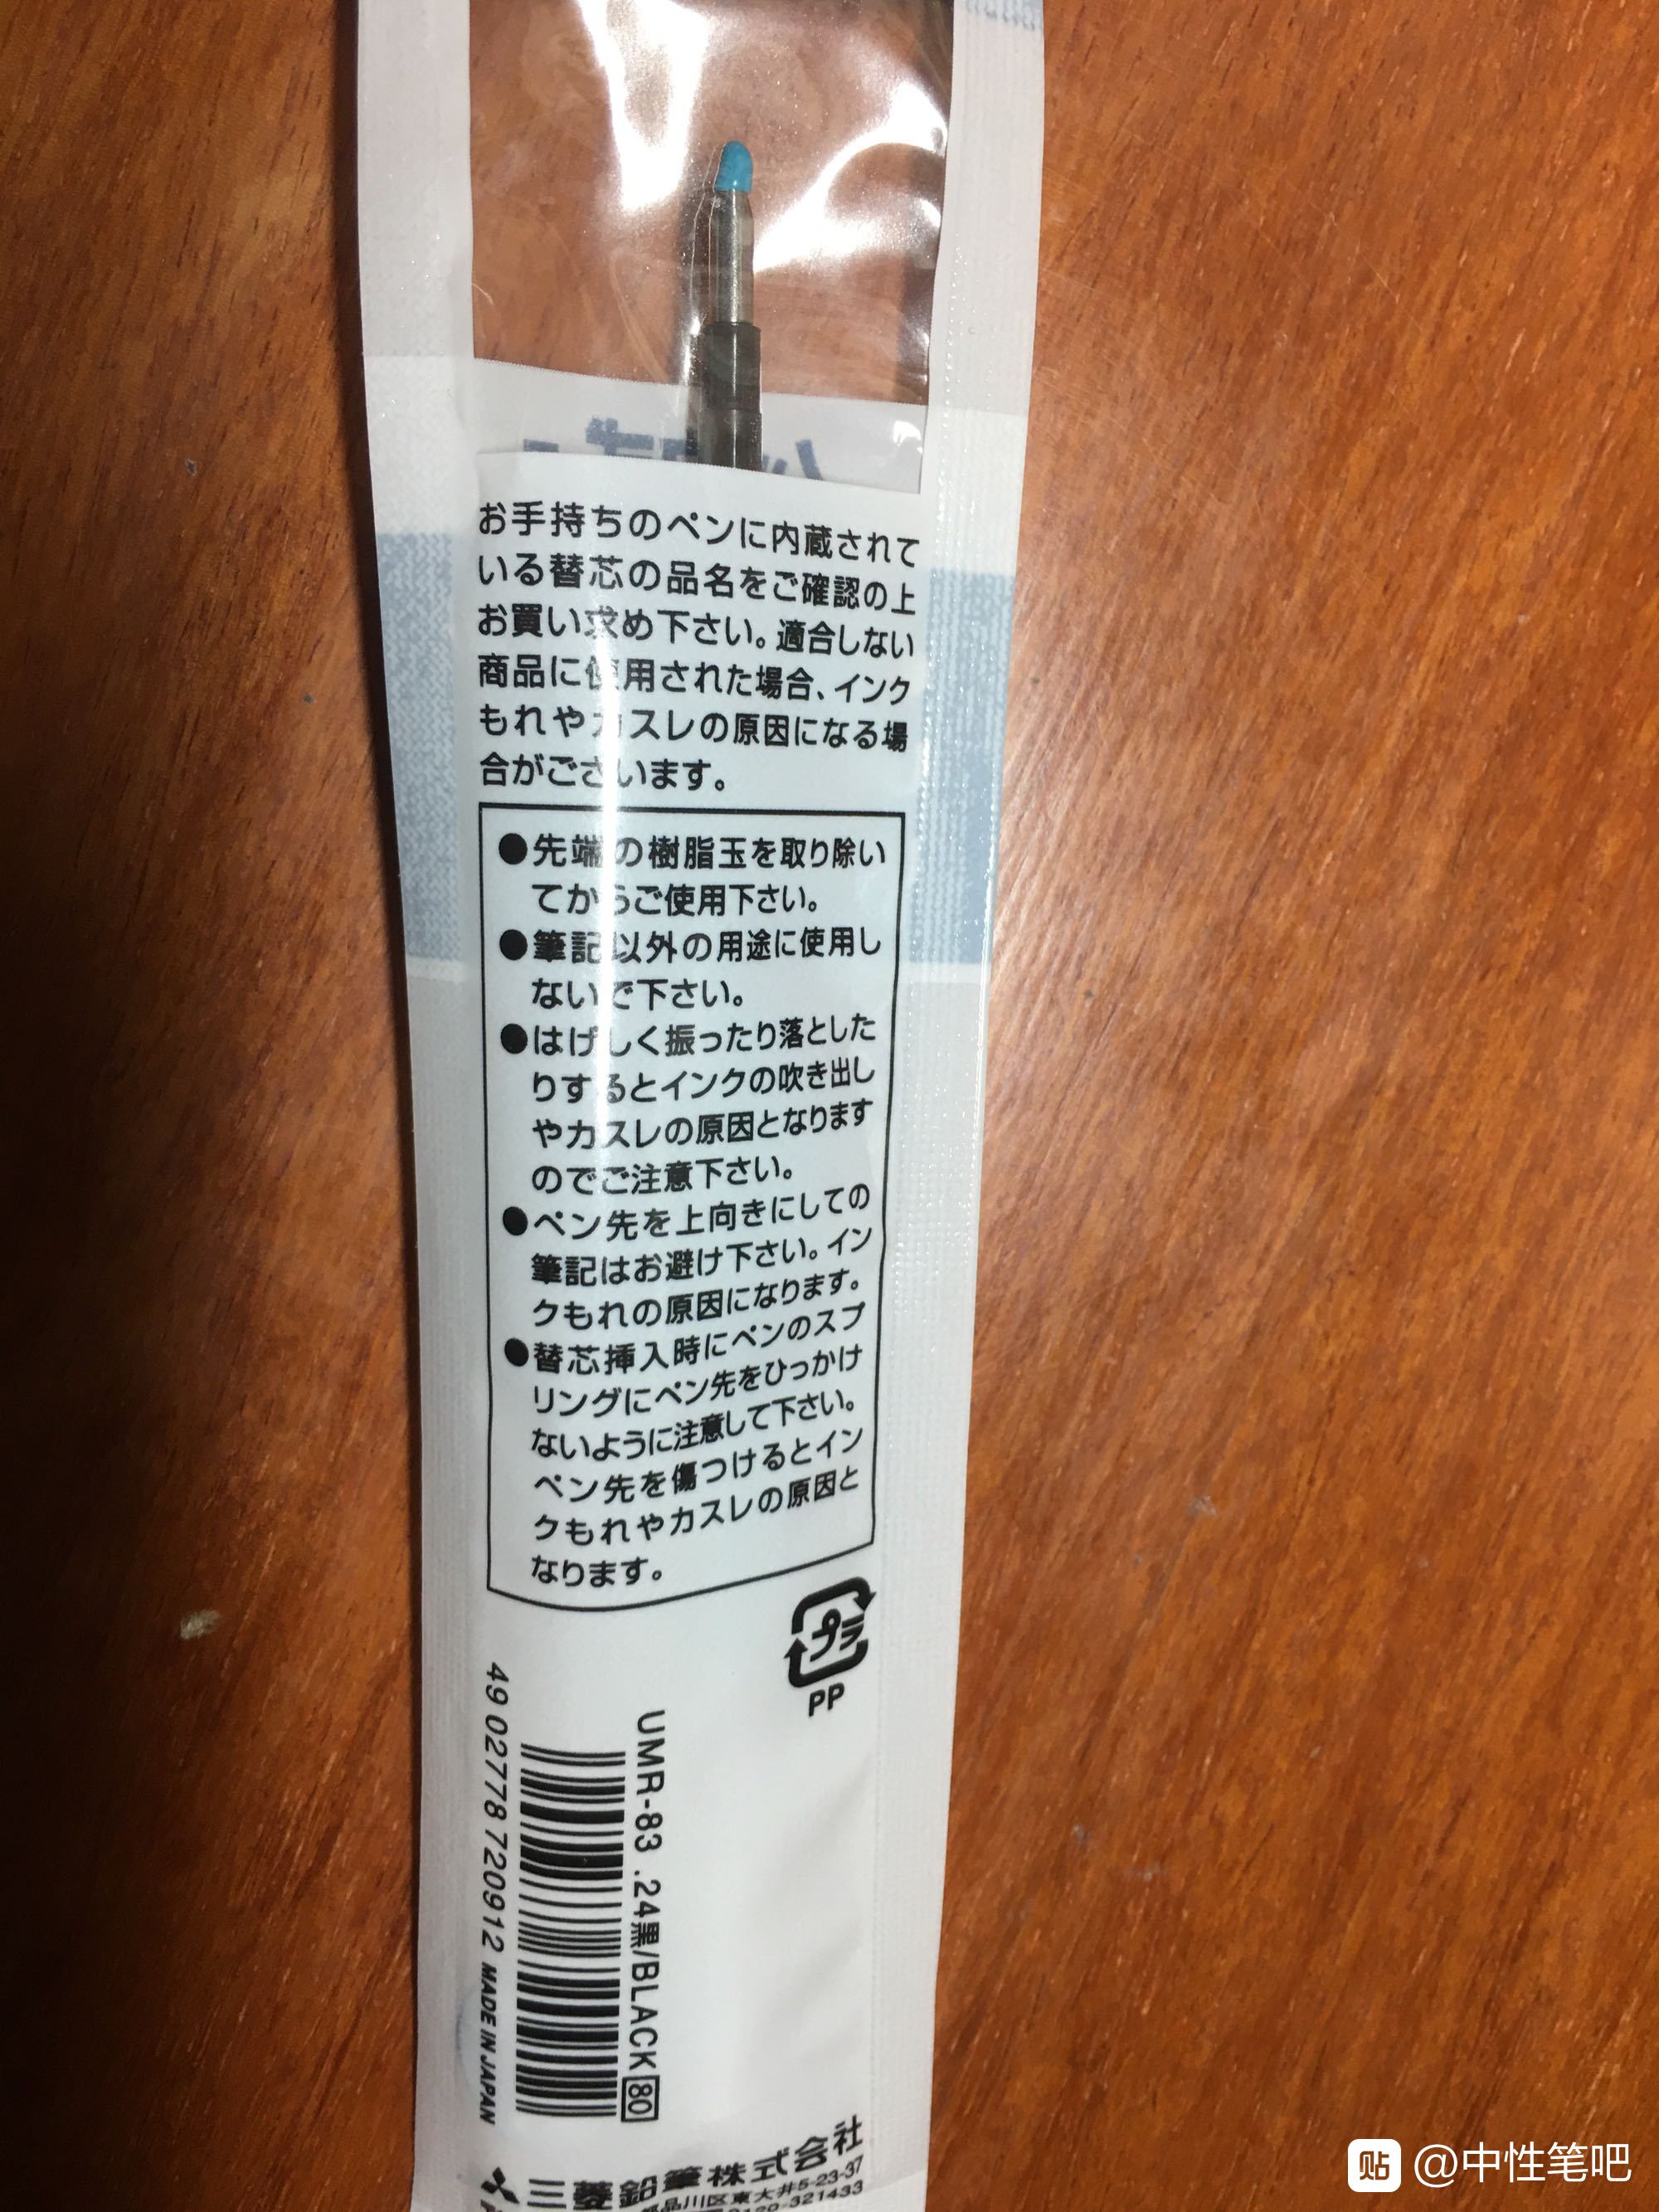 お手持ちのペンに内蔵されて
いる替芯の品名をご確認の上
お買い求め下さい。適合しない
商品に使用された場合、インク
もれやカスレの原因になる場
合がございます。
●先端の樹脂玉を取り除い
てからご使用下さい。
●筆記以外の用途に使用し
ないで下さい。
●はげしく振ったり落とした
りするとインクの吹き出し
やカスレの原因となります
のでご注意下さい。
●ペン先を上向きにしての
筆記はお避け下さい。イン
クもれの原因になります。
●替芯挿入時にペンのスプ
リングにペン先をひっかけ
ないように注意して下さい。
ペン先を傷つけるとイン
クもれやカスレの原因と
なります。
プラ
PP
UMR-83 .24黒/BLACK 80
49 02778 720912 MADE IN JAPAN
三菱鉛筆株式会社
品川区東大井5-23-37
0120-321433
貼 @中性笔吧